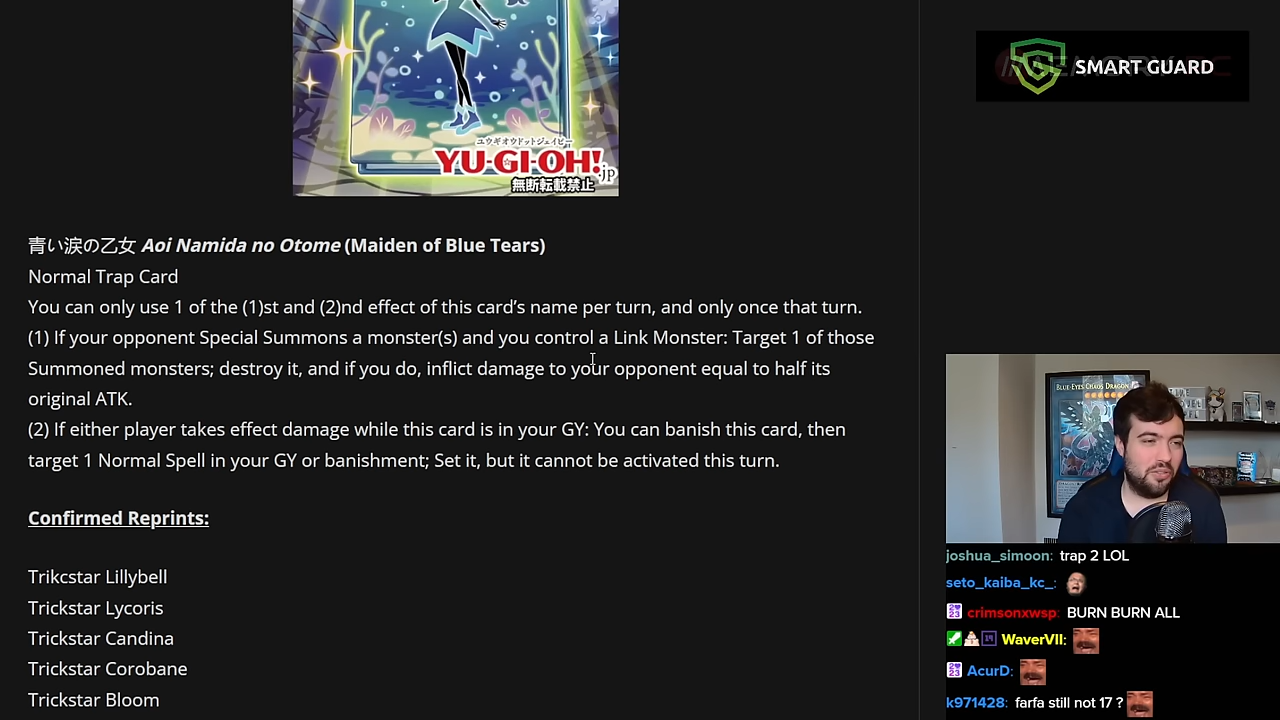 ユウギオウドットジェイピー
YU-GI-OH!.jp
無断転載禁止
青い涙の乙女 Aoi Namida no Otome (Maiden of Blue Tears)
Normal Trap Card
You can only use 1 of the (1)st and (2)nd effect of this card’s name per turn, and only once that turn.
(1) If your opponent Special Summons a monster(s) and you control a Link Monster: Target 1 of those
Summoned monsters; destroy it, and if you do, inflict damage to your opponent equal to half its
original ATK.
(2) If either player takes effect damage while this card is in your GY: You can banish this card, then
target 1 Normal Spell in your GY or banishment; Set it, but it cannot be activated this turn.
Confirmed Reprints:
Trikcstar Lillybell
Trickstar Lycoris
Trickstar Candina
Trickstar Corobane
Trickstar Bloom
SMART GUARD
BLUE-EYES CHAOS DRAGON
joshua_simoon: trap 2 LOL
seto_kaiba_kc_:
crimsonxwsp: BURN BURN ALL
WaverVII:
AcurD:
k971428: farfa still not 17 ?